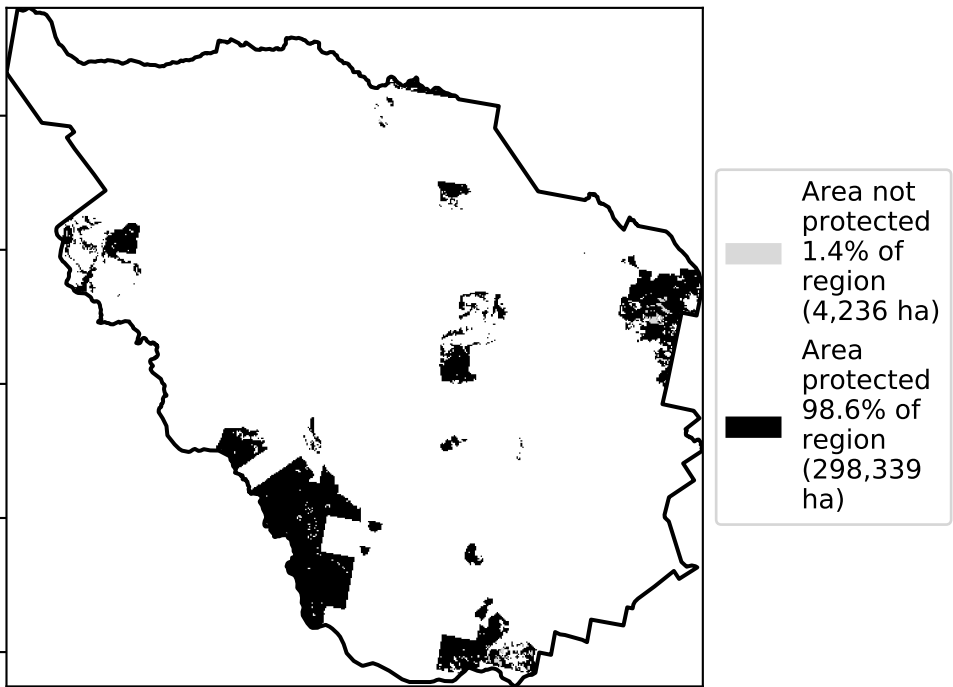 Area not
protected
1.4% of
region
(4,236 ha)
Area
protected
98.6% of
region
(298,339
ha)